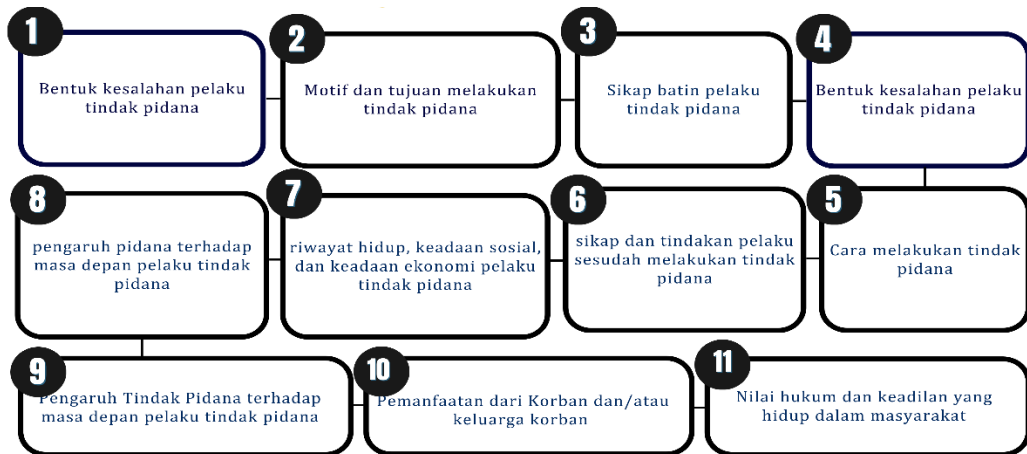 1
Bentuk kesalahan pelaku
tindak pidana
2
Motif dan tujuan melakukan
tindak pidana
3
Sikap batin pelaku
tindak pidana
4
Bentuk kesalahan pelaku
tindak pidana
5
Cara melakukan tindak
pidana
6
sikap dan tindakan pelaku
sesudah melakukan tindak
pidana
7
riwayat hidup, keadaan sosial,
dan keadaan ekonomi pelaku
tindak pidana
8
pengaruh pidana terhadap
masa depan pelaku tindak
pidana
9
Pengaruh Tindak Pidana terhadap
masa depan pelaku tindak pidana
10
Pemanfaatan dari Korban dan/atau
keluarga korban
11
Nilai hukum dan keadilan yang
hidup dalam masyarakat